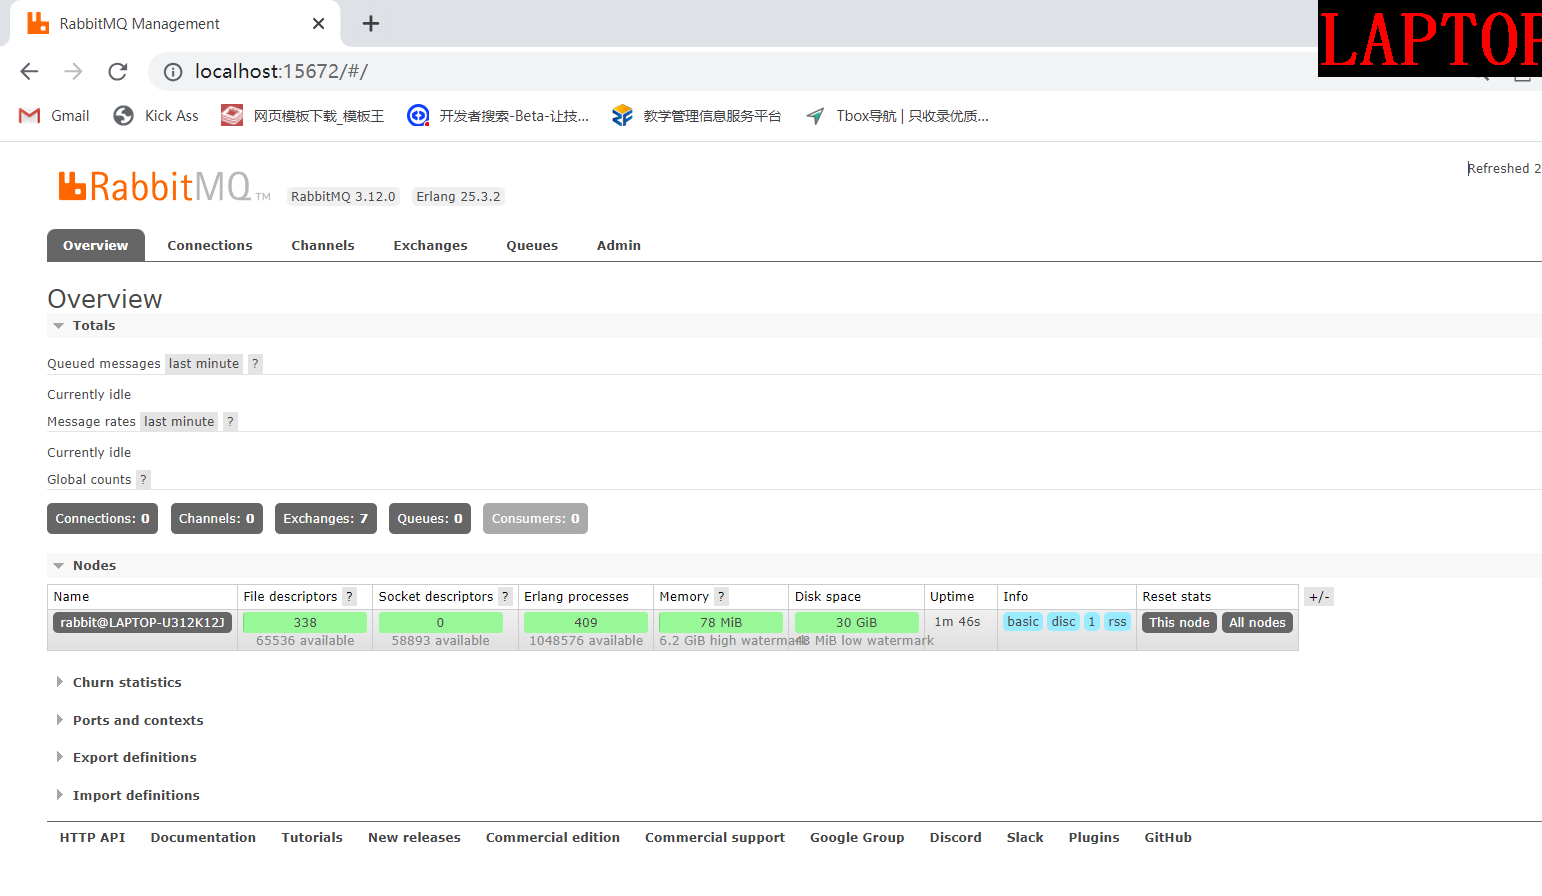 RabbitMQ Management
LAPTOP
localhost:15672/#/
Gmail Kick Ass 网页模板下载_模板王 开发者搜索-Beta-让技... 教学管理信息服务平台 Tbox导航 | 只收录优质...
Refreshed 2
RabbitMQ TM RabbitMQ 3.12.0 Erlang 25.3.2
Overview Connections Channels Exchanges Queues Admin
Overview
Totals
Queued messages last minute ?
Currently idle
Message rates last minute ?
Currently idle
Global counts ?
Connections: 0 Channels: 0 Exchanges: 7 Queues: 0 Consumers: 0
Nodes
Name File descriptors ? Socket descriptors ? Erlang processes Memory ? Disk space Uptime Info Reset stats +/-
rabbit@LAPTOP-U312K12J 338 0 409 78 MiB 30 GiB 1m 46s basic disc 1 rss This node All nodes
65536 available 58893 available 1048576 available 6.2 GiB high watermark 48 MiB low watermark
Churn statistics
Ports and contexts
Export definitions
Import definitions
HTTP API Documentation Tutorials New releases Commercial edition Commercial support Google Group Discord Slack Plugins GitHub